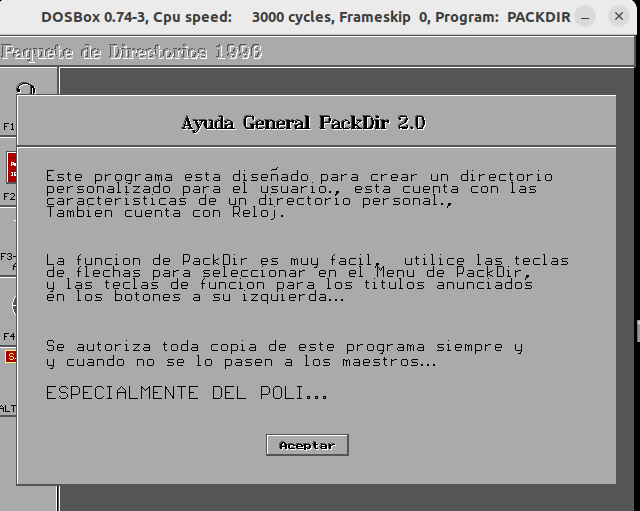 DOSBox 0.74-3, Cpu speed: 3000 cycles, Frameskip 0, Program: PACKDIR
Paquete de Directorios 1996
F1
F2
F3-
F4
S.
ALT
Ayuda General PackDir 2.0
Este programa esta diseñado para crear un directorio
personalizado para el usuario., esta cuenta con las
caracteristicas de un directorio personal.,
Tambien cuenta con Reloj.
La funcion de PackDir es muy facil, utilice las teclas
de flechas para seleccionar en el Menu de PackDir,
y las teclas de funcion para los titulos anunciados
en los botones a su izquierda...
Se autoriza toda copia de este programa siempre y
y cuando no se lo pasen a los maestros...
ESPECIALMENTE DEL POLI...
Aceptar